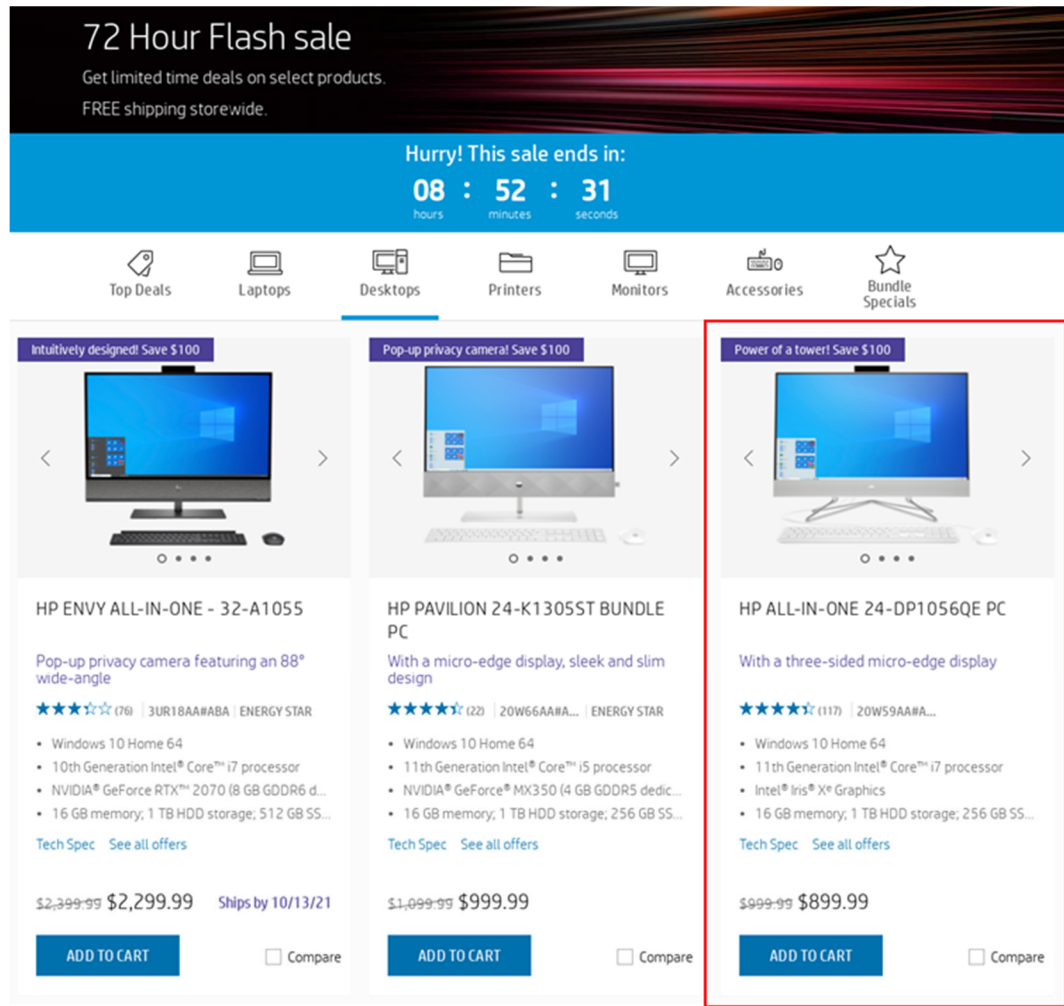 72 Hour Flash sale
Get limited time deals on select products.
FREE shipping storewide.
Hurry! This sale ends in:
08 : 52 : 31
hours minutes seconds
Top Deals
Laptops
Desktops
Printers
Monitors
Accessories
Bundle
Specials
Intuitively designed! Save $100
HP ENVY ALL-IN-ONE - 32-A1055
Pop-up privacy camera featuring an 88°
wide-angle
(76) 3UR18AA#ABA ENERGY STAR
• Windows 10 Home 64
• 10th Generation Intel® Core™ i7 processor
• NVIDIA® GeForce RTX™ 2070 (8 GB GDDR6 d...
• 16 GB memory; 1 TB HDD storage; 512 GB SS...
Tech Spec See all offers
$2,399.99 $2,299.99 Ships by 10/13/21
ADD TO CART Compare
Pop-up privacy camera! Save $100
HP PAVILION 24-K1305ST BUNDLE
PC
With a micro-edge display, sleek and slim
design
(22) 20W66AA#A... ENERGY STAR
• Windows 10 Home 64
• 11th Generation Intel® Core™ i5 processor
• NVIDIA® GeForce® MX350 (4 GB GDDR5 dedic...
• 16 GB memory; 1 TB HDD storage; 256 GB SS...
Tech Spec See all offers
$1,099.99 $999.99
ADD TO CART Compare
Power of a tower! Save $100
HP ALL-IN-ONE 24-DP1056QE PC
With a three-sided micro-edge display
(117) 20W59AA#A...
• Windows 10 Home 64
• 11th Generation Intel® Core™ i7 processor
• Intel® Iris® Xᵉ Graphics
• 16 GB memory; 1 TB HDD storage; 256 GB SS...
Tech Spec See all offers
$999.99 $899.99
ADD TO CART Compare